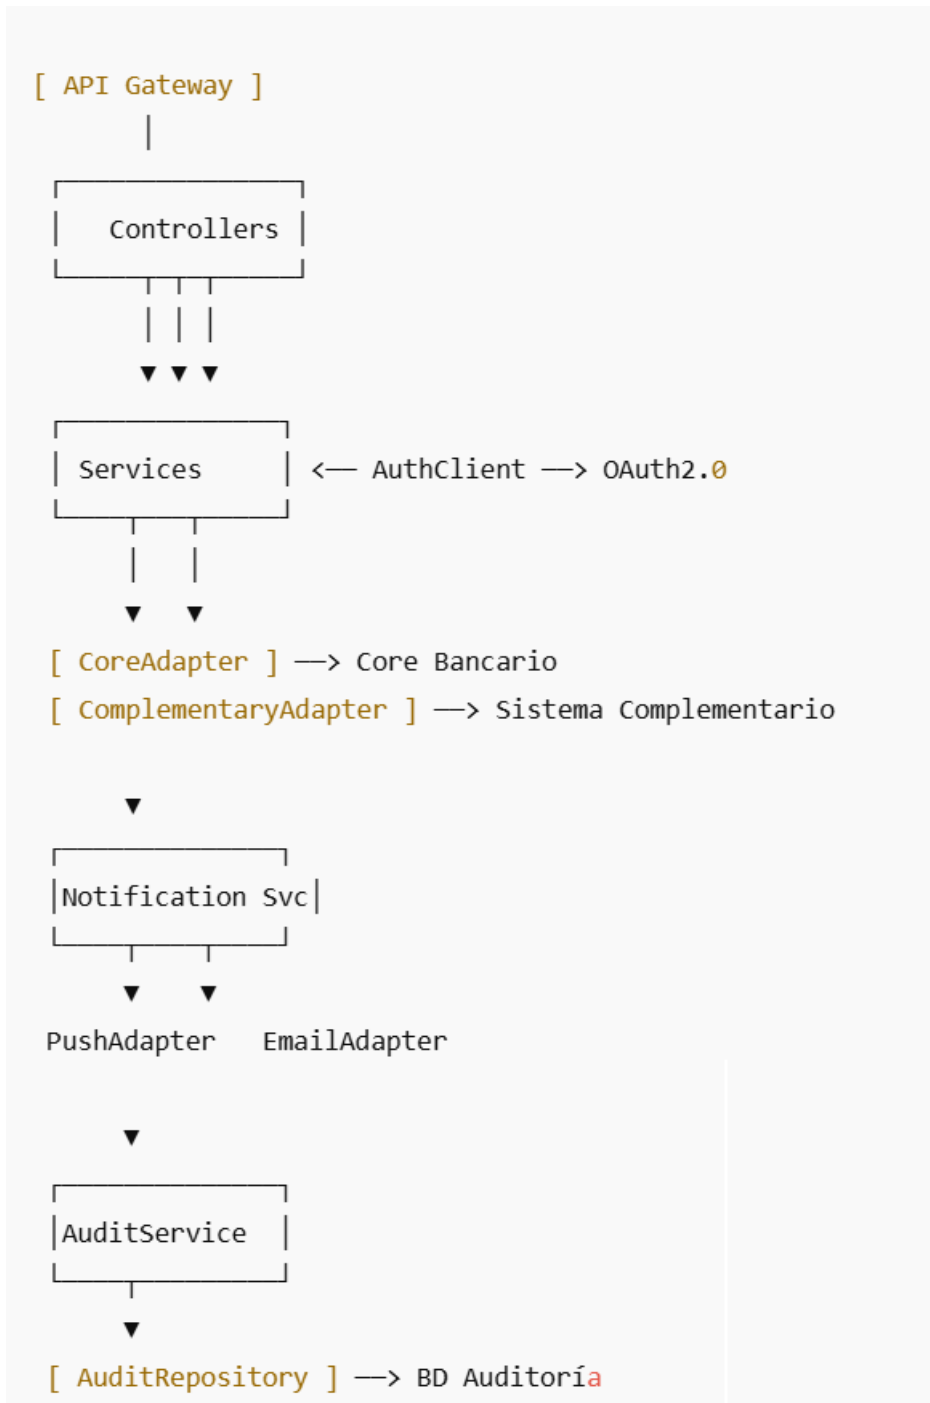 [ API Gateway ]
Controllers
Services <—— AuthClient ——> OAuth2.0
[ CoreAdapter ] ——> Core Bancario
[ ComplementaryAdapter ] ——> Sistema Complementario
Notification Svc
PushAdapter EmailAdapter
AuditService
[ AuditRepository ] ——> BD Auditoría